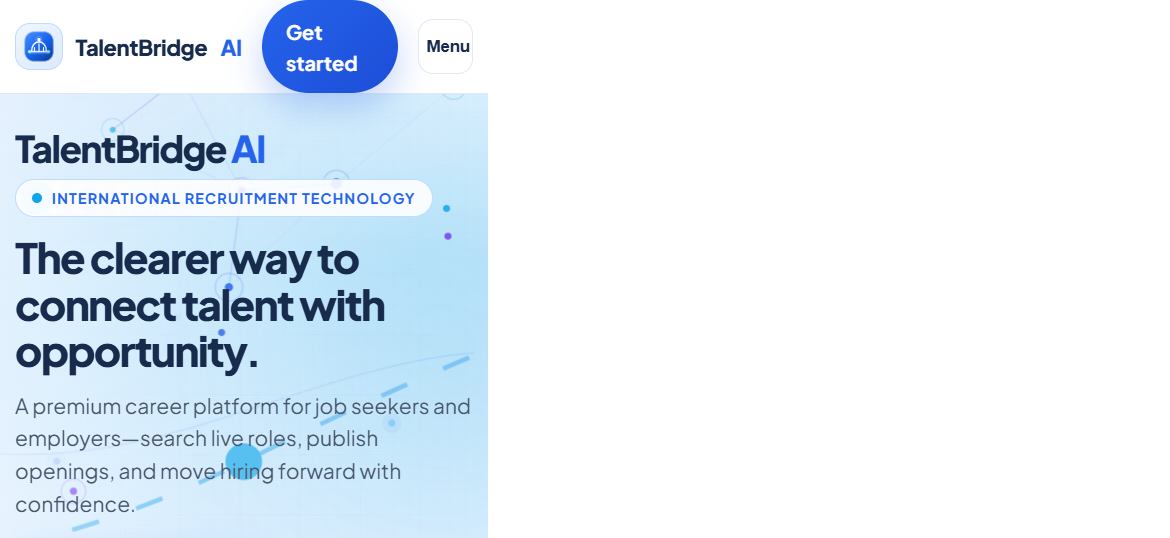 TalentBridge AI
Get
started
Menu
TalentBridge AI
INTERNATIONAL RECRUITMENT TECHNOLOGY
The clearer way to
connect talent with
opportunity.
A premium career platform for job seekers and
employers—search live roles, publish
openings, and move hiring forward with
confidence.